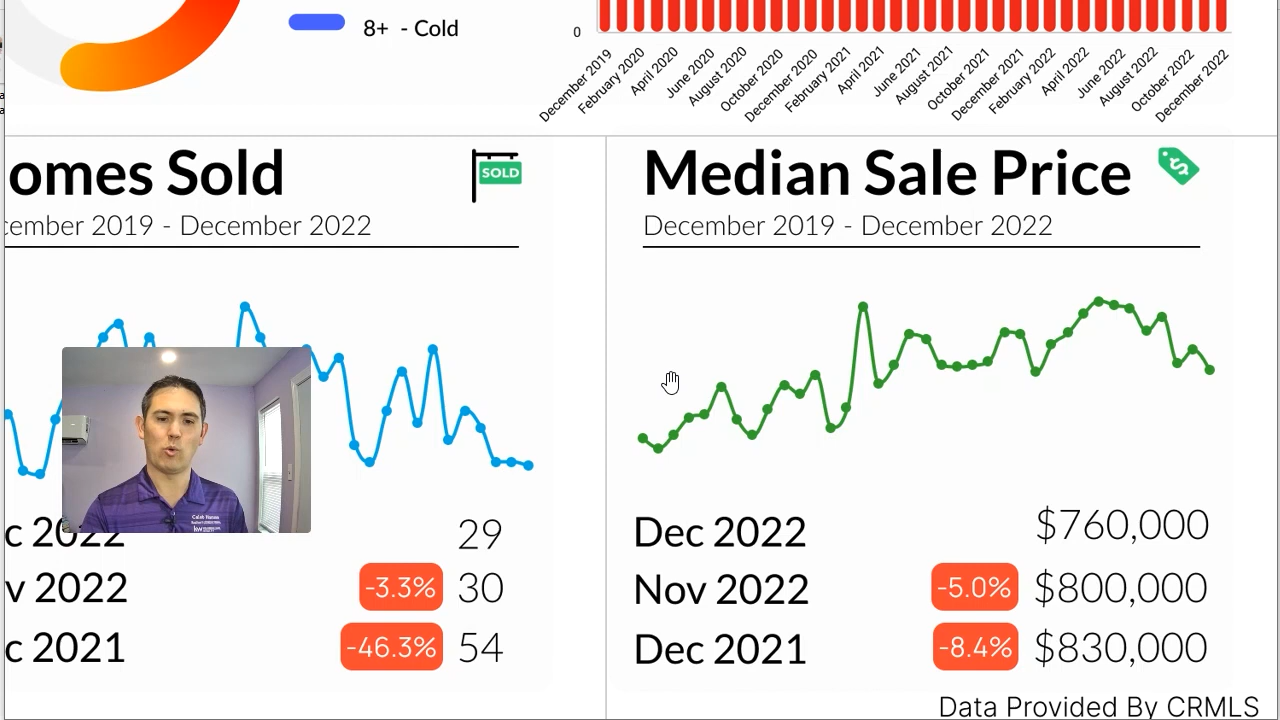 8+ - Cold
0
December 2019
February 2020
April 2020
June 2020
August 2020
October 2020
December 2020
February 2021
April 2021
June 2021
August 2021
October 2021
December 2021
February 2022
April 2022
June 2022
August 2022
October 2022
December 2022
omes Sold
SOLD
cember 2019 - December 2022
c 2022 29
v 2022 -3.3% 30
c 2021 -46.3% 54
Median Sale Price
$
December 2019 - December 2022
Dec 2022 $760,000
Nov 2022 -5.0% $800,000
Dec 2021 -8.4% $830,000
Data Provided By CRMLS
kw